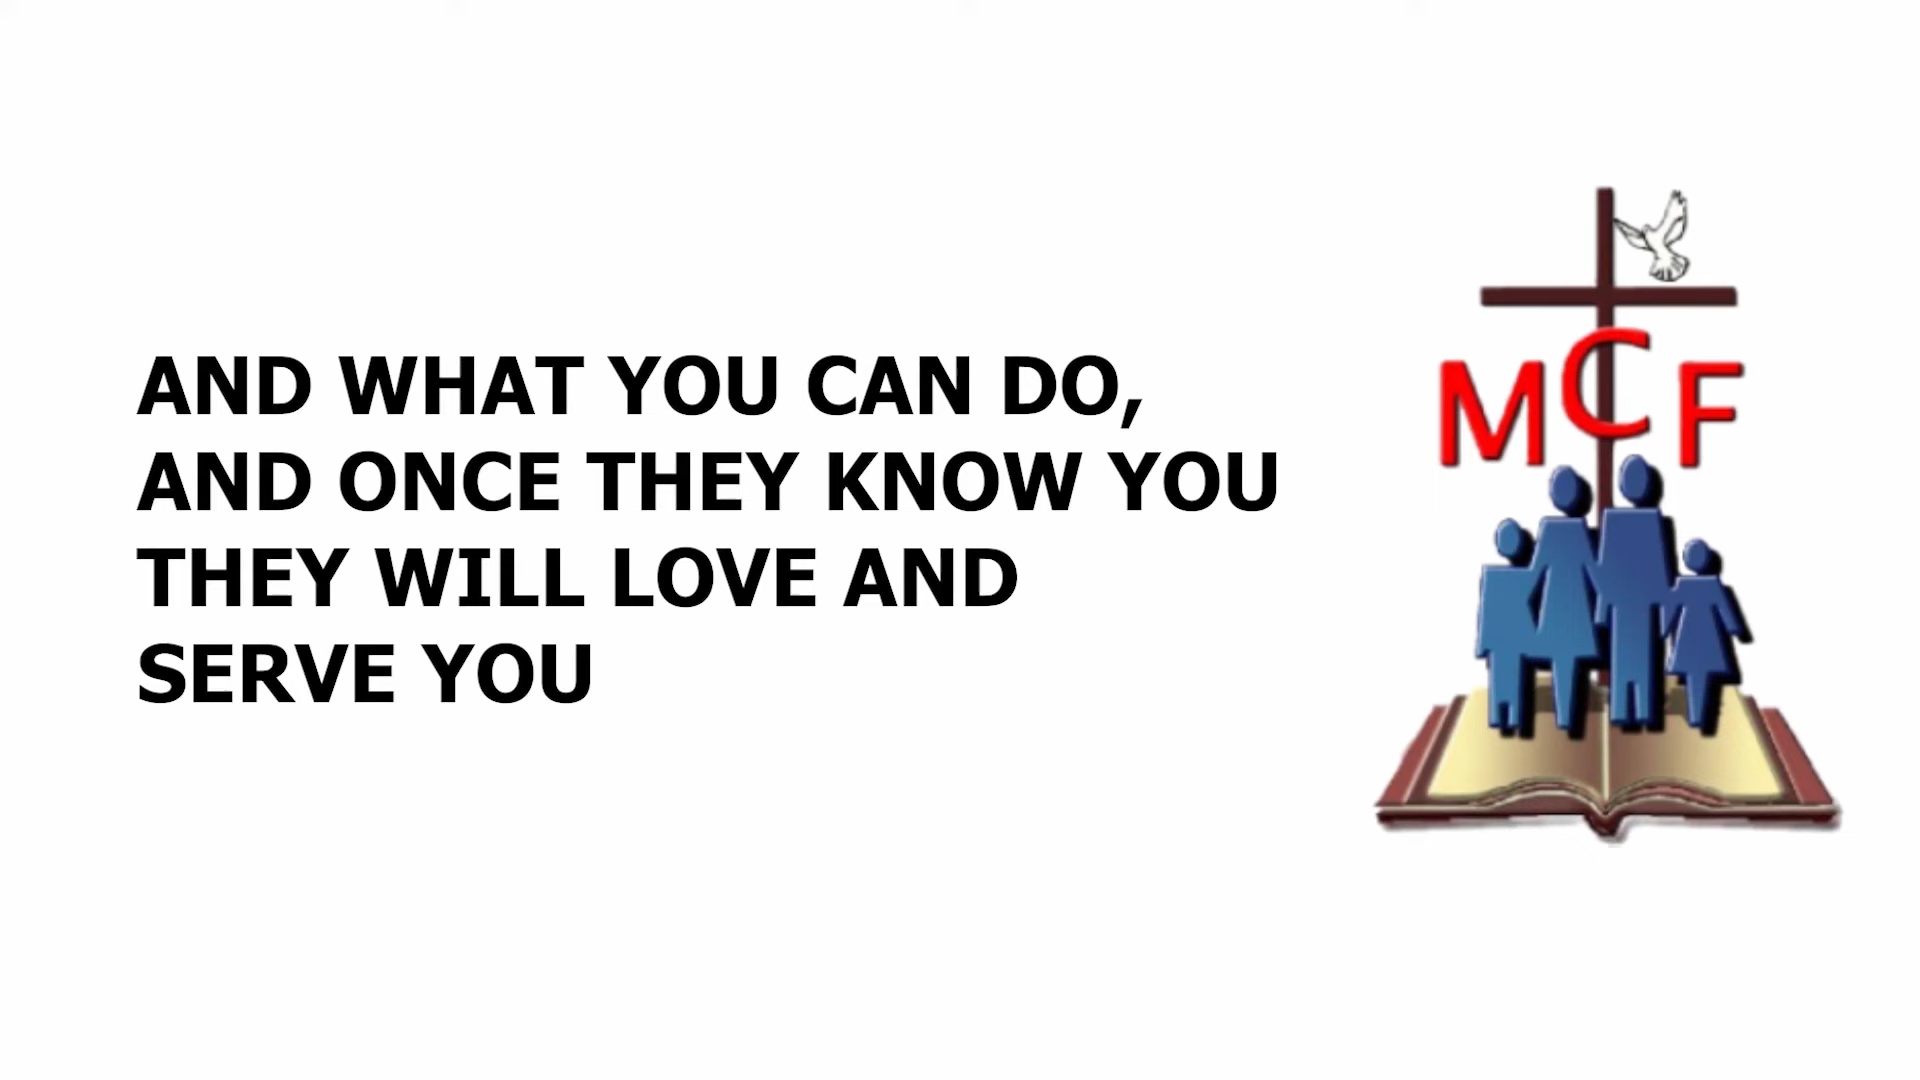 AND WHAT YOU CAN DO,
AND ONCE THEY KNOW YOU
THEY WILL LOVE AND
SERVE YOU
MCF